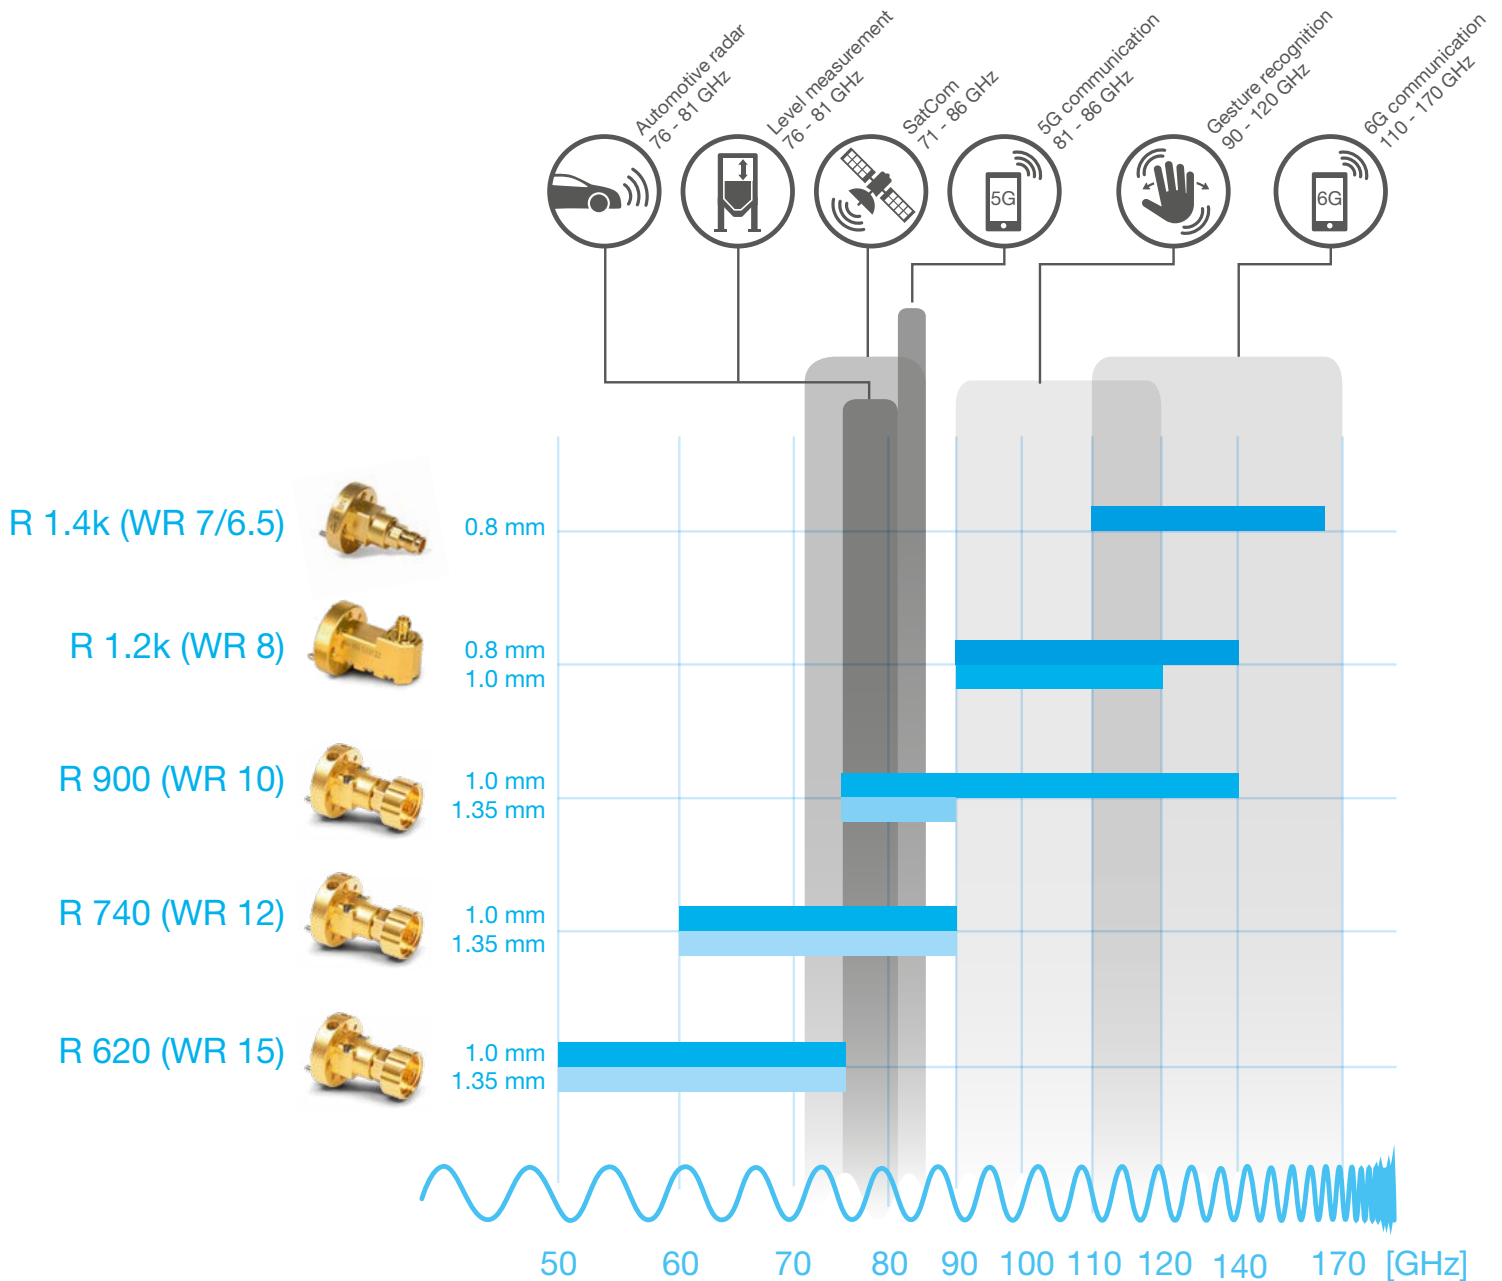 Automotive radar
76 - 81 GHz
Level measurement
76 - 81 GHz
SatCom
71 - 86 GHz
5G communication
81 - 86 GHz
Gesture recognition
90 - 120 GHz
6G communication
110 - 170 GHz
5G
6G
R 1.4k (WR 7/6.5)
0.8 mm
R 1.2k (WR 8)
0.8 mm
1.0 mm
R 900 (WR 10)
1.0 mm
1.35 mm
R 740 (WR 12)
1.0 mm
1.35 mm
R 620 (WR 15)
1.0 mm
1.35 mm
50 60 70 80 90 100 110 120 140 170 [GHz]